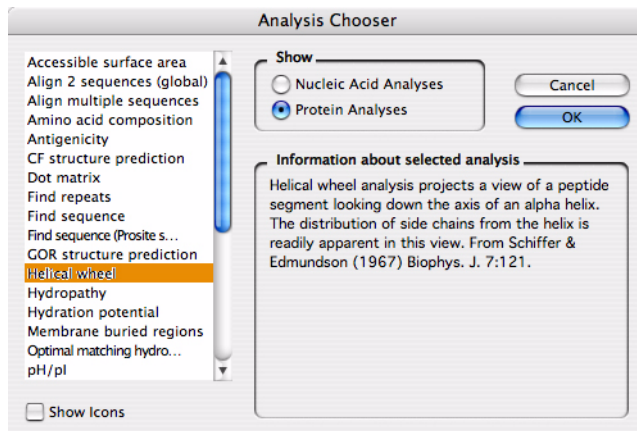 Analysis Chooser
Accessible surface area
Align 2 sequences (global)
Align multiple sequences
Amino acid composition
Antigenicity
CF structure prediction
Dot matrix
Find repeats
Find sequence
Find sequence (Prosite s...
GOR structure prediction
Helical wheel
Hydropathy
Hydration potential
Membrane buried regions
Optimal matching hydro...
pH/pI
Show Icons
Show
Nucleic Acid Analyses
Protein Analyses
Cancel
OK
Information about selected analysis
Helical wheel analysis projects a view of a peptide
segment looking down the axis of an alpha helix.
The distribution of side chains from the helix is
readily apparent in this view. From Schiffer &
Edmundson (1967) Biophys. J. 7:121.